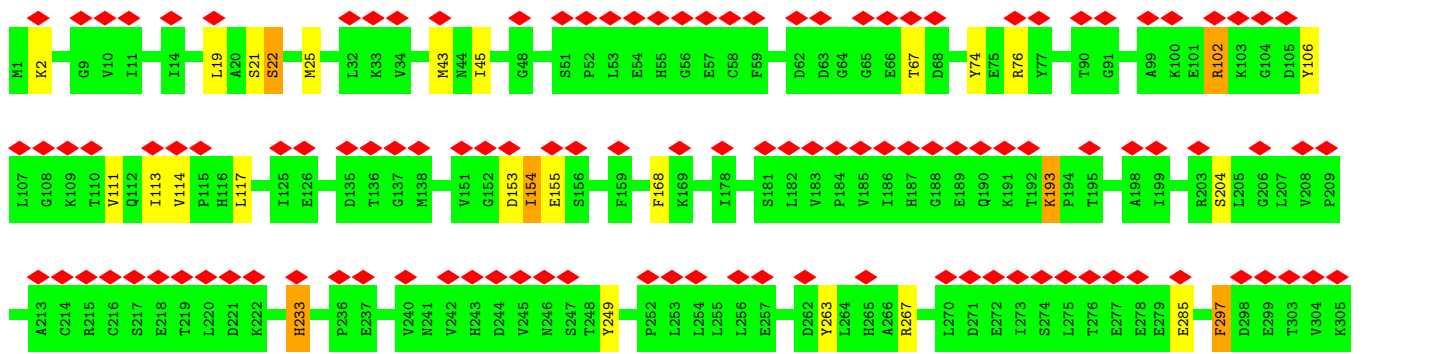 M1 K2 G9 V10 I11 I14 L19 A20 S21 S22 M25 L32 K33 V34 M43 N44 I45 G48 S51 P52 L53 E54 H55 G56 E57 C58 F59 D62 D63 G64 G65 E66 T67 D68 Y74 E75 R76 Y77 T90 G91 A99 K100 E101 R102 K103 G104 D105 Y106
L107 G108 K109 T110 V111 Q112 I113 V114 P115 H116 L117 I125 E126 D135 T136 G137 M138 V151 G152 D153 I154 E155 S156 F159 F168 K169 I178 S181 L182 V183 P184 V185 I186 H187 G188 E189 Q190 K191 T192 K193 P194 T195 A198 I199 R203 S204 L205 G206 L207 V208 P209
A213 C214 R215 C216 S217 E218 T219 L220 D221 R222 H233 P236 E237 V240 N241 V242 H243 D244 V245 N246 S247 T248 Y249 P252 L253 L254 L255 L256 E257 D262 Y263 L264 H265 A266 R267 L270 D271 E272 I273 S274 L275 T276 E277 E278 E279 E285 F297 D298 E299 T303 V304 K305